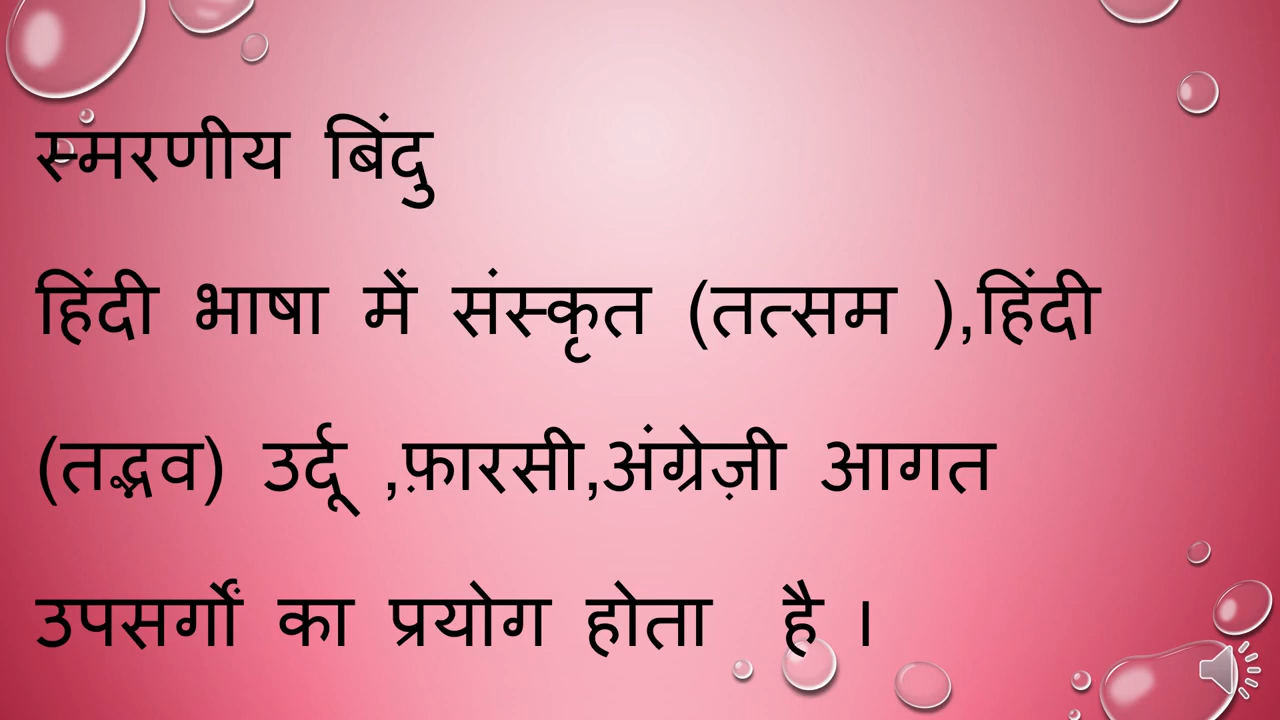 स्मरणीय बिंदु
हिंदी भाषा में संस्कृत (तत्सम ),हिंदी
(तद्भव) उर्दू ,फ़ारसी,अंग्रेज़ी आगत
उपसर्गों का प्रयोग होता है ।